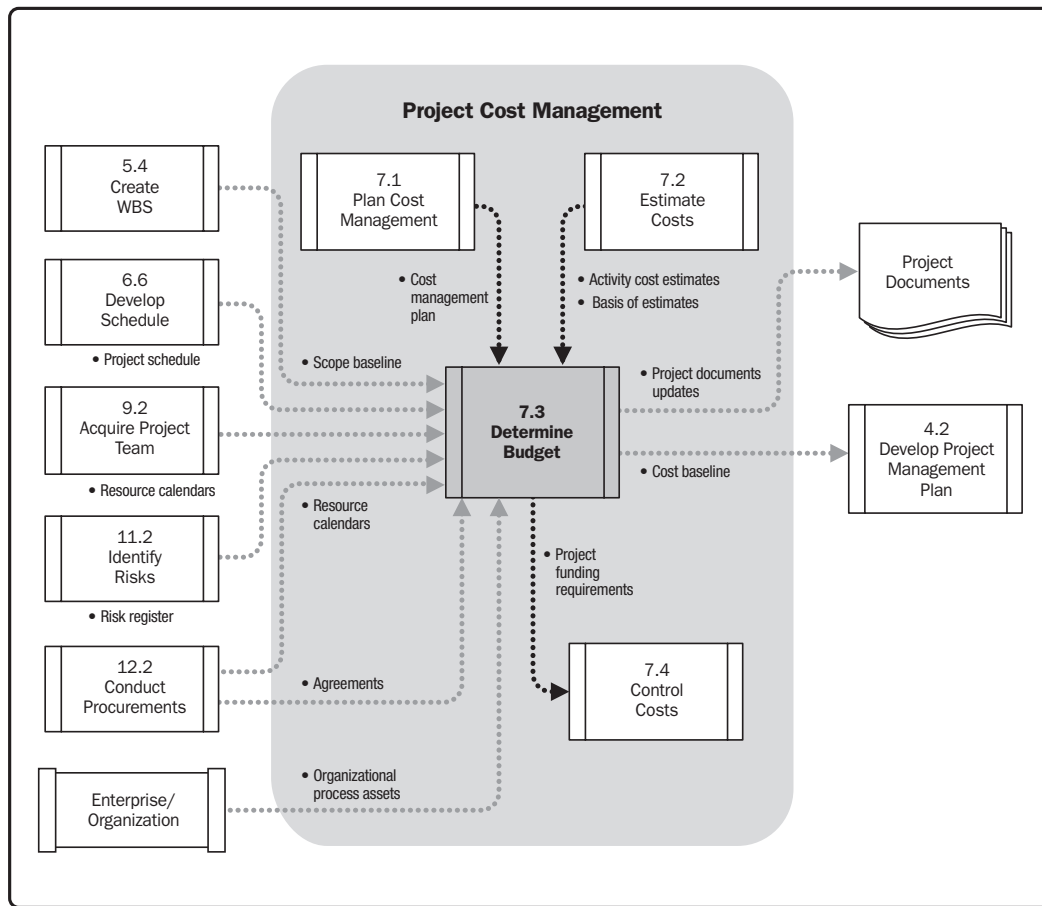 Project Cost Management
5.4
Create
WBS
7.1
Plan Cost
Management
7.2
Estimate
Costs
• Cost
management
plan
• Activity cost estimates
• Basis of estimates
Project
Documents
6.6
Develop
Schedule
• Project schedule
• Scope baseline
• Project documents
updates
9.2
Acquire Project
Team
• Resource calendars
7.3
Determine
Budget
• Cost baseline
4.2
Develop Project
Management
Plan
• Resource
calendars
11.2
Identify
Risks
• Risk register
• Project
funding
requirements
12.2
Conduct
Procurements
• Agreements
7.4
Control
Costs
• Organizational
process assets
Enterprise/
Organization